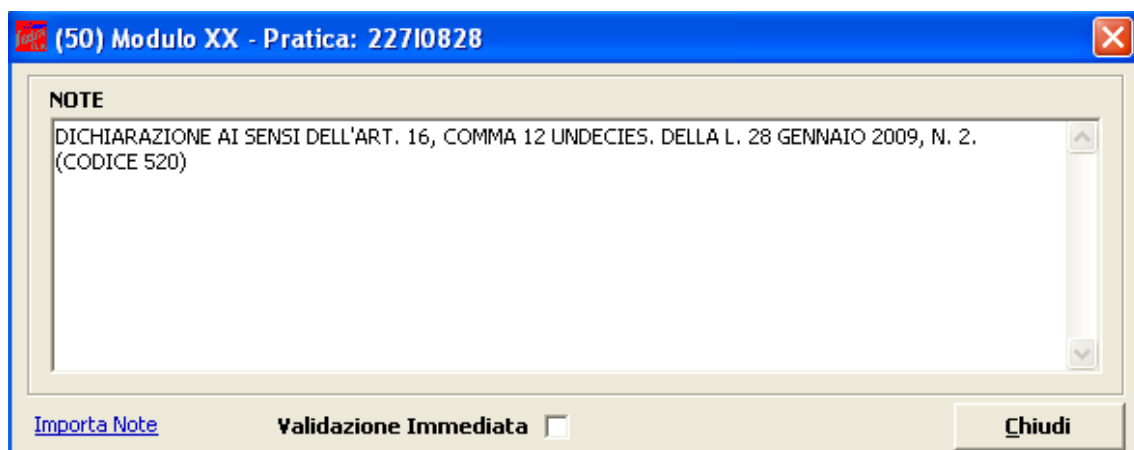 (50) Modulo XX - Pratica: 227I0828
NOTE
DICHIARAZIONE AI SENSI DELL'ART. 16, COMMA 12 UNDECIES. DELLA L. 28 GENNAIO 2009, N. 2.
(CODICE 520)
Importa Note
Validazione Immediata
Chiudi